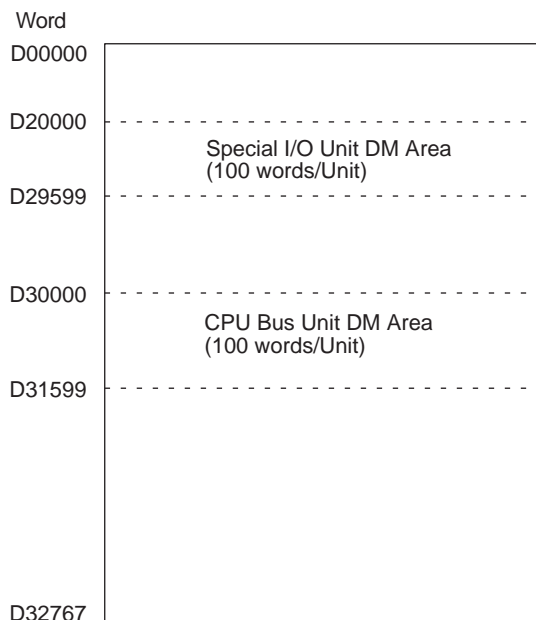 Word
D00000
D20000
Special I/O Unit DM Area
(100 words/Unit)
D29599
D30000
CPU Bus Unit DM Area
(100 words/Unit)
D31599
D32767